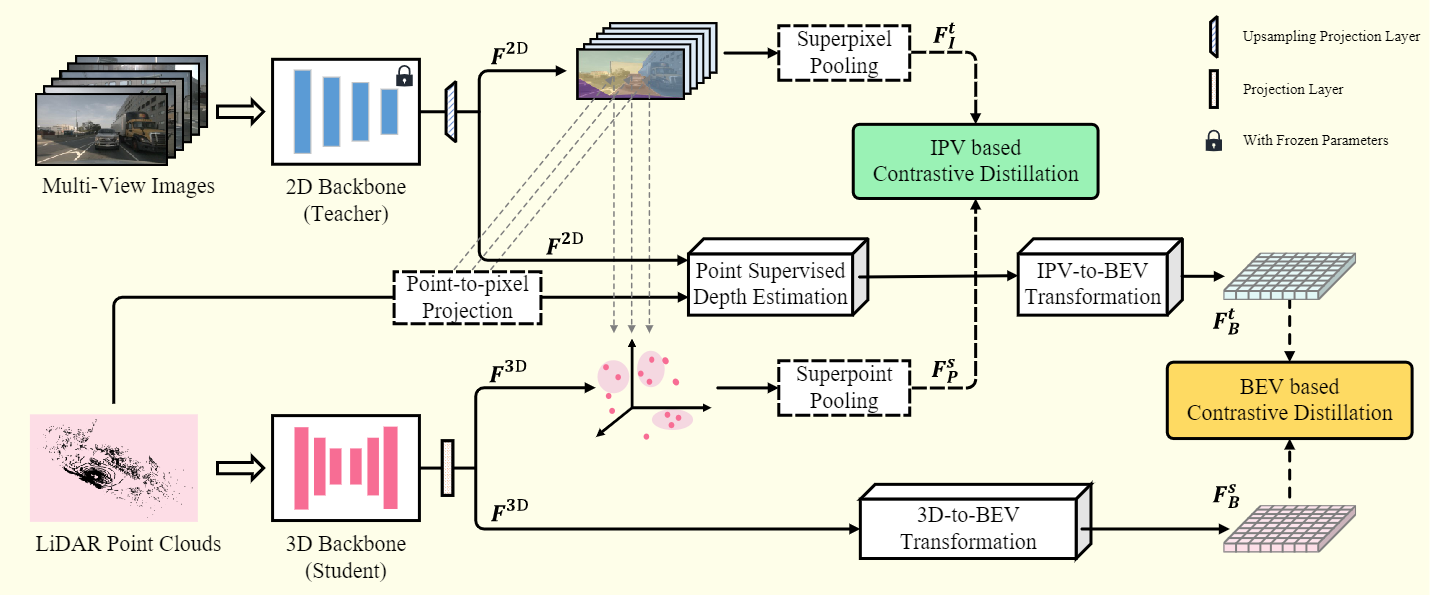 Multi-View Images
2D Backbone
(Teacher)
F^2D
Superpixel
Pooling
F_I^t
IPV based
Contrastive Distillation
Upsampling Projection Layer
Projection Layer
With Frozen Parameters
F^2D
Point-to-pixel
Projection
Point Supervised
Depth Estimation
IPV-to-BEV
Transformation
F_B^t
F^3D
Superpoint
Pooling
F_P^s
BEV based
Contrastive Distillation
LiDAR Point Clouds
3D Backbone
(Student)
F^3D
3D-to-BEV
Transformation
F_B^s